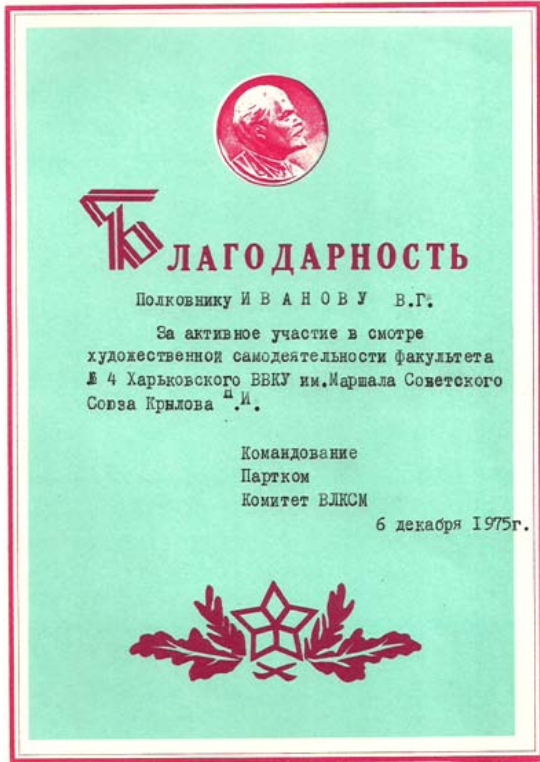 БЛАГОДАРНОСТЬ
Полковнику ИВАНОВУ В.Г.
За активное участие в смотре
художественной самодеятельности факультета
№ 4 Харьковского ВВКУ им.Маршала Советского
Союза Крылова Н.И.
Командование
Партком
Комитет ВЛКСМ
6 декабря 1975г.